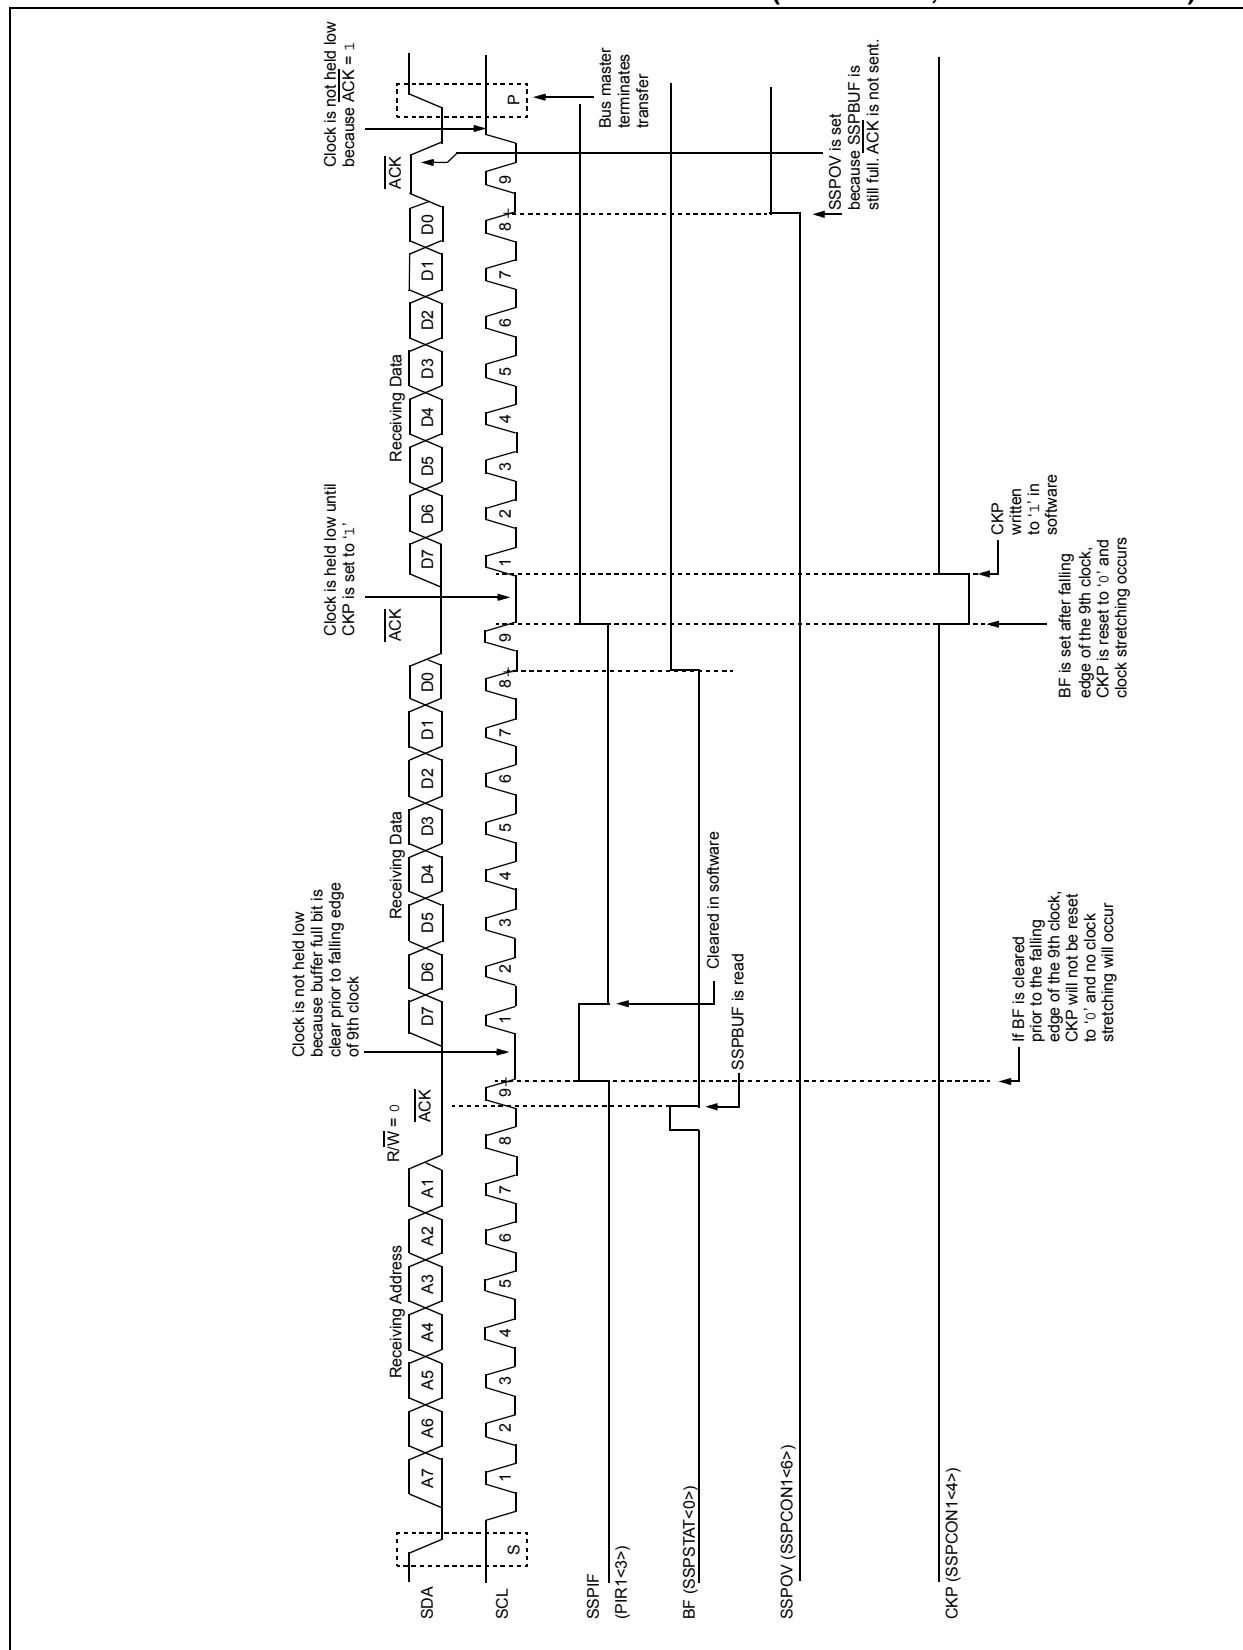 Clock is not held low
because ACK = 1
Clock is held low until
CKP is set to ‘1’
Clock is not held low
because buffer full bit is
clear prior to falling edge
of 9th clock
Receiving Address
R/W = 0
ACK
Receiving Data
ACK
Receiving Data
ACK
SDA
A7 A6 A5 A4 A3 A2 A1
D7 D6 D5 D4 D3 D2 D1 D0
D7 D6 D5 D4 D3 D2 D1 D0
SCL
S
1 2 3 4 5 6 7 8 9
1 2 3 4 5 6 7 8 9
1 2 3 4 5 6 7 8 9
P
SSPIF
(PIR1<3>)
Bus master
terminates
transfer
Cleared in software
BF (SSPSTAT<0>)
SSPBUF is read
SSPOV (SSPCON1<6>)
SSPOV is set
because SSPBUF is
still full. ACK is not sent.
CKP (SSPCON1<4>)
If BF is cleared
prior to the falling
edge of the 9th clock,
CKP will not be reset
to ‘0’ and no clock
stretching will occur
CKP
written
to ‘1’ in
software
BF is set after falling
edge of the 9th clock,
CKP is reset to ‘0’ and
clock stretching occurs